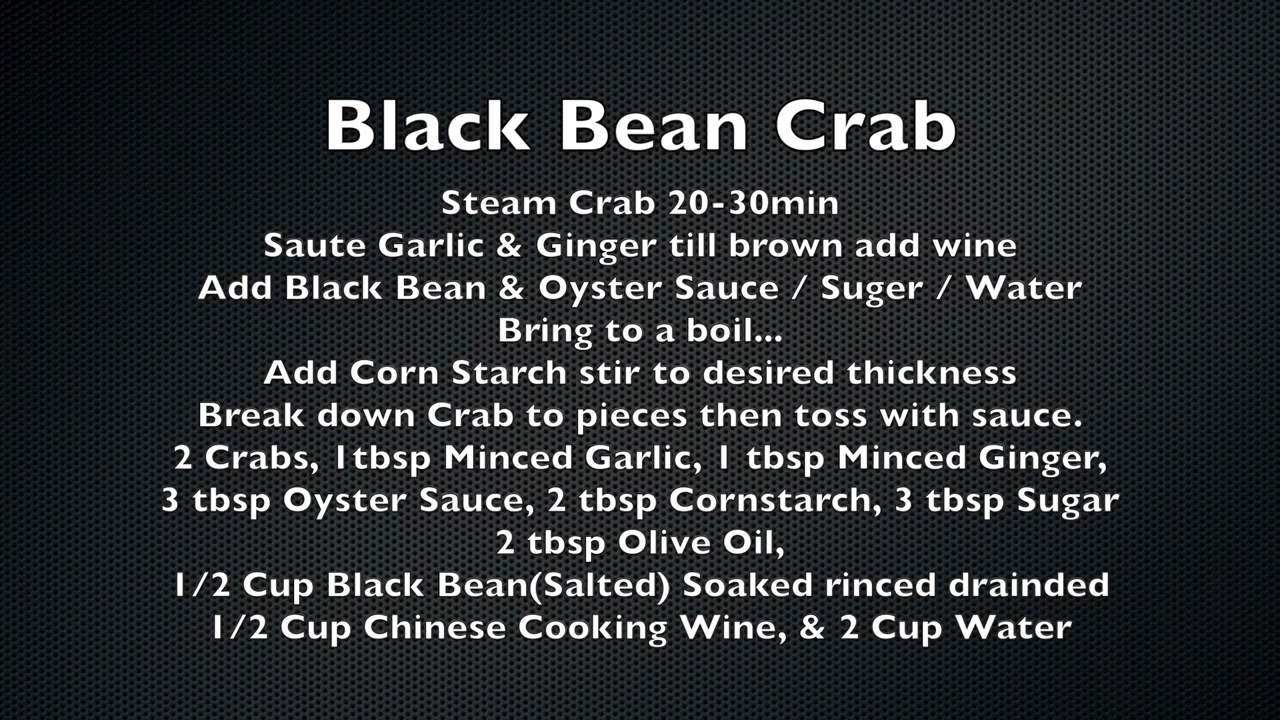 Black Bean Crab
Steam Crab 20-30min
Saute Garlic & Ginger till brown add wine
Add Black Bean & Oyster Sauce / Suger / Water
Bring to a boil...
Add Corn Starch stir to desired thickness
Break down Crab to pieces then toss with sauce.
2 Crabs, 1tbsp Minced Garlic, 1 tbsp Minced Ginger,
3 tbsp Oyster Sauce, 2 tbsp Cornstarch, 3 tbsp Sugar
2 tbsp Olive Oil,
1/2 Cup Black Bean(Salted) Soaked rinced drainded
1/2 Cup Chinese Cooking Wine, & 2 Cup Water